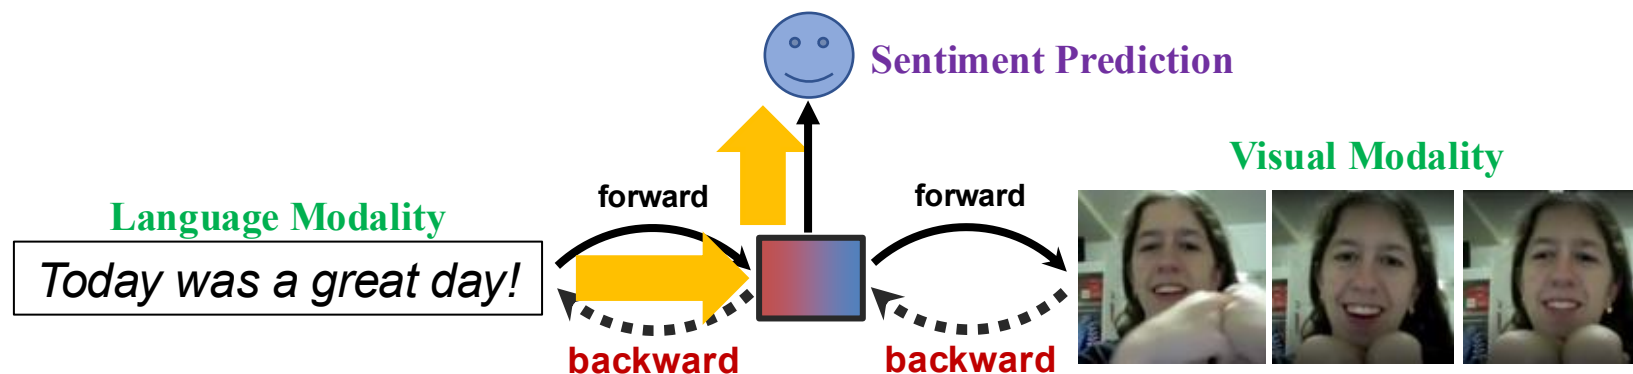 Sentiment Prediction
Visual Modality
forward
forward
Language Modality
Today was a great day!
backward
backward